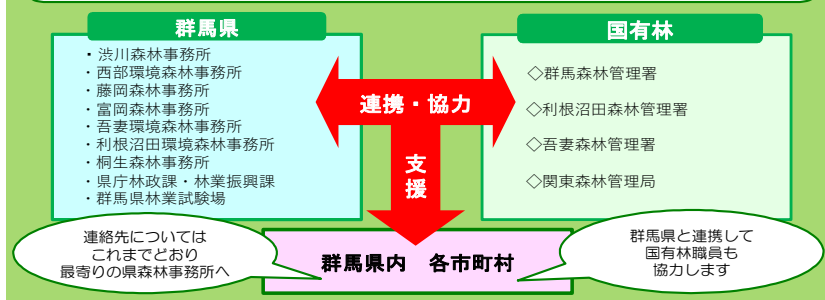 群馬県
・渋川森林事務所
・西部環境森林事務所
・藤岡森林事務所
・富岡森林事務所
・吾妻環境森林事務所
・利根沼田環境森林事務所
・桐生森林事務所
・県庁林政課・林業振興課
・群馬県林業試験場
連携・協力
支援
国有林
◇群馬森林管理署
◇利根沼田森林管理署
◇吾妻森林管理署
◇関東森林管理局
連絡先については
これまでどおり
最寄りの県森林事務所へ
群馬県内　各市町村
群馬県と連携して
国有林職員も
協力します